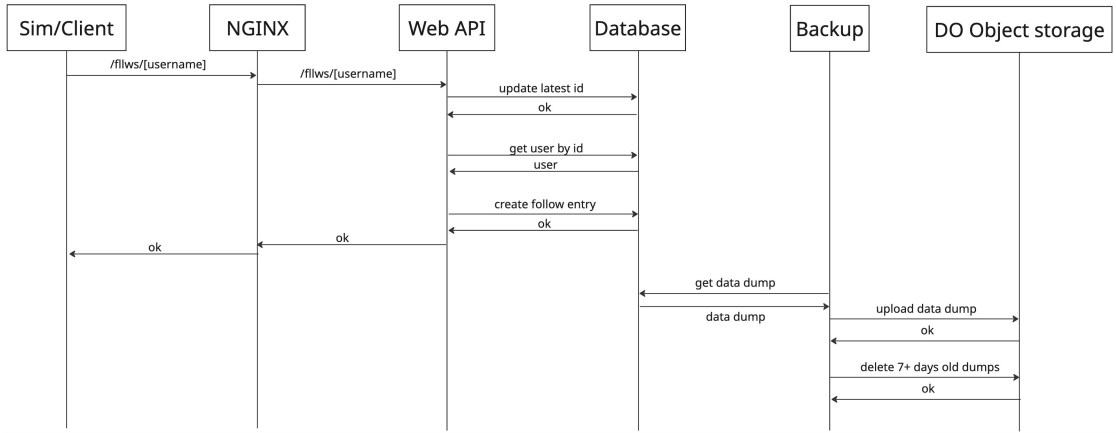 Sim/Client
NGINX
Web API
Database
Backup
DO Object storage
/fllws/[username]
/fllws/[username]
update latest id
ok
get user by id
user
create follow entry
ok
ok
ok
get data dump
data dump
upload data dump
ok
delete 7+ days old dumps
ok